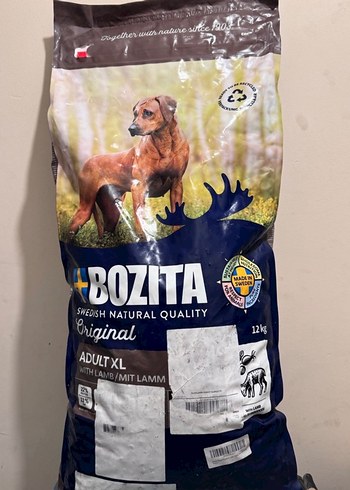 Together with nature since 1903
BOZITA
SWEDISH NATURAL QUALITY
Original
12 kg
MADE IN
SWEDEN
ADULT XL
WITH LAMB / MIT LAMM